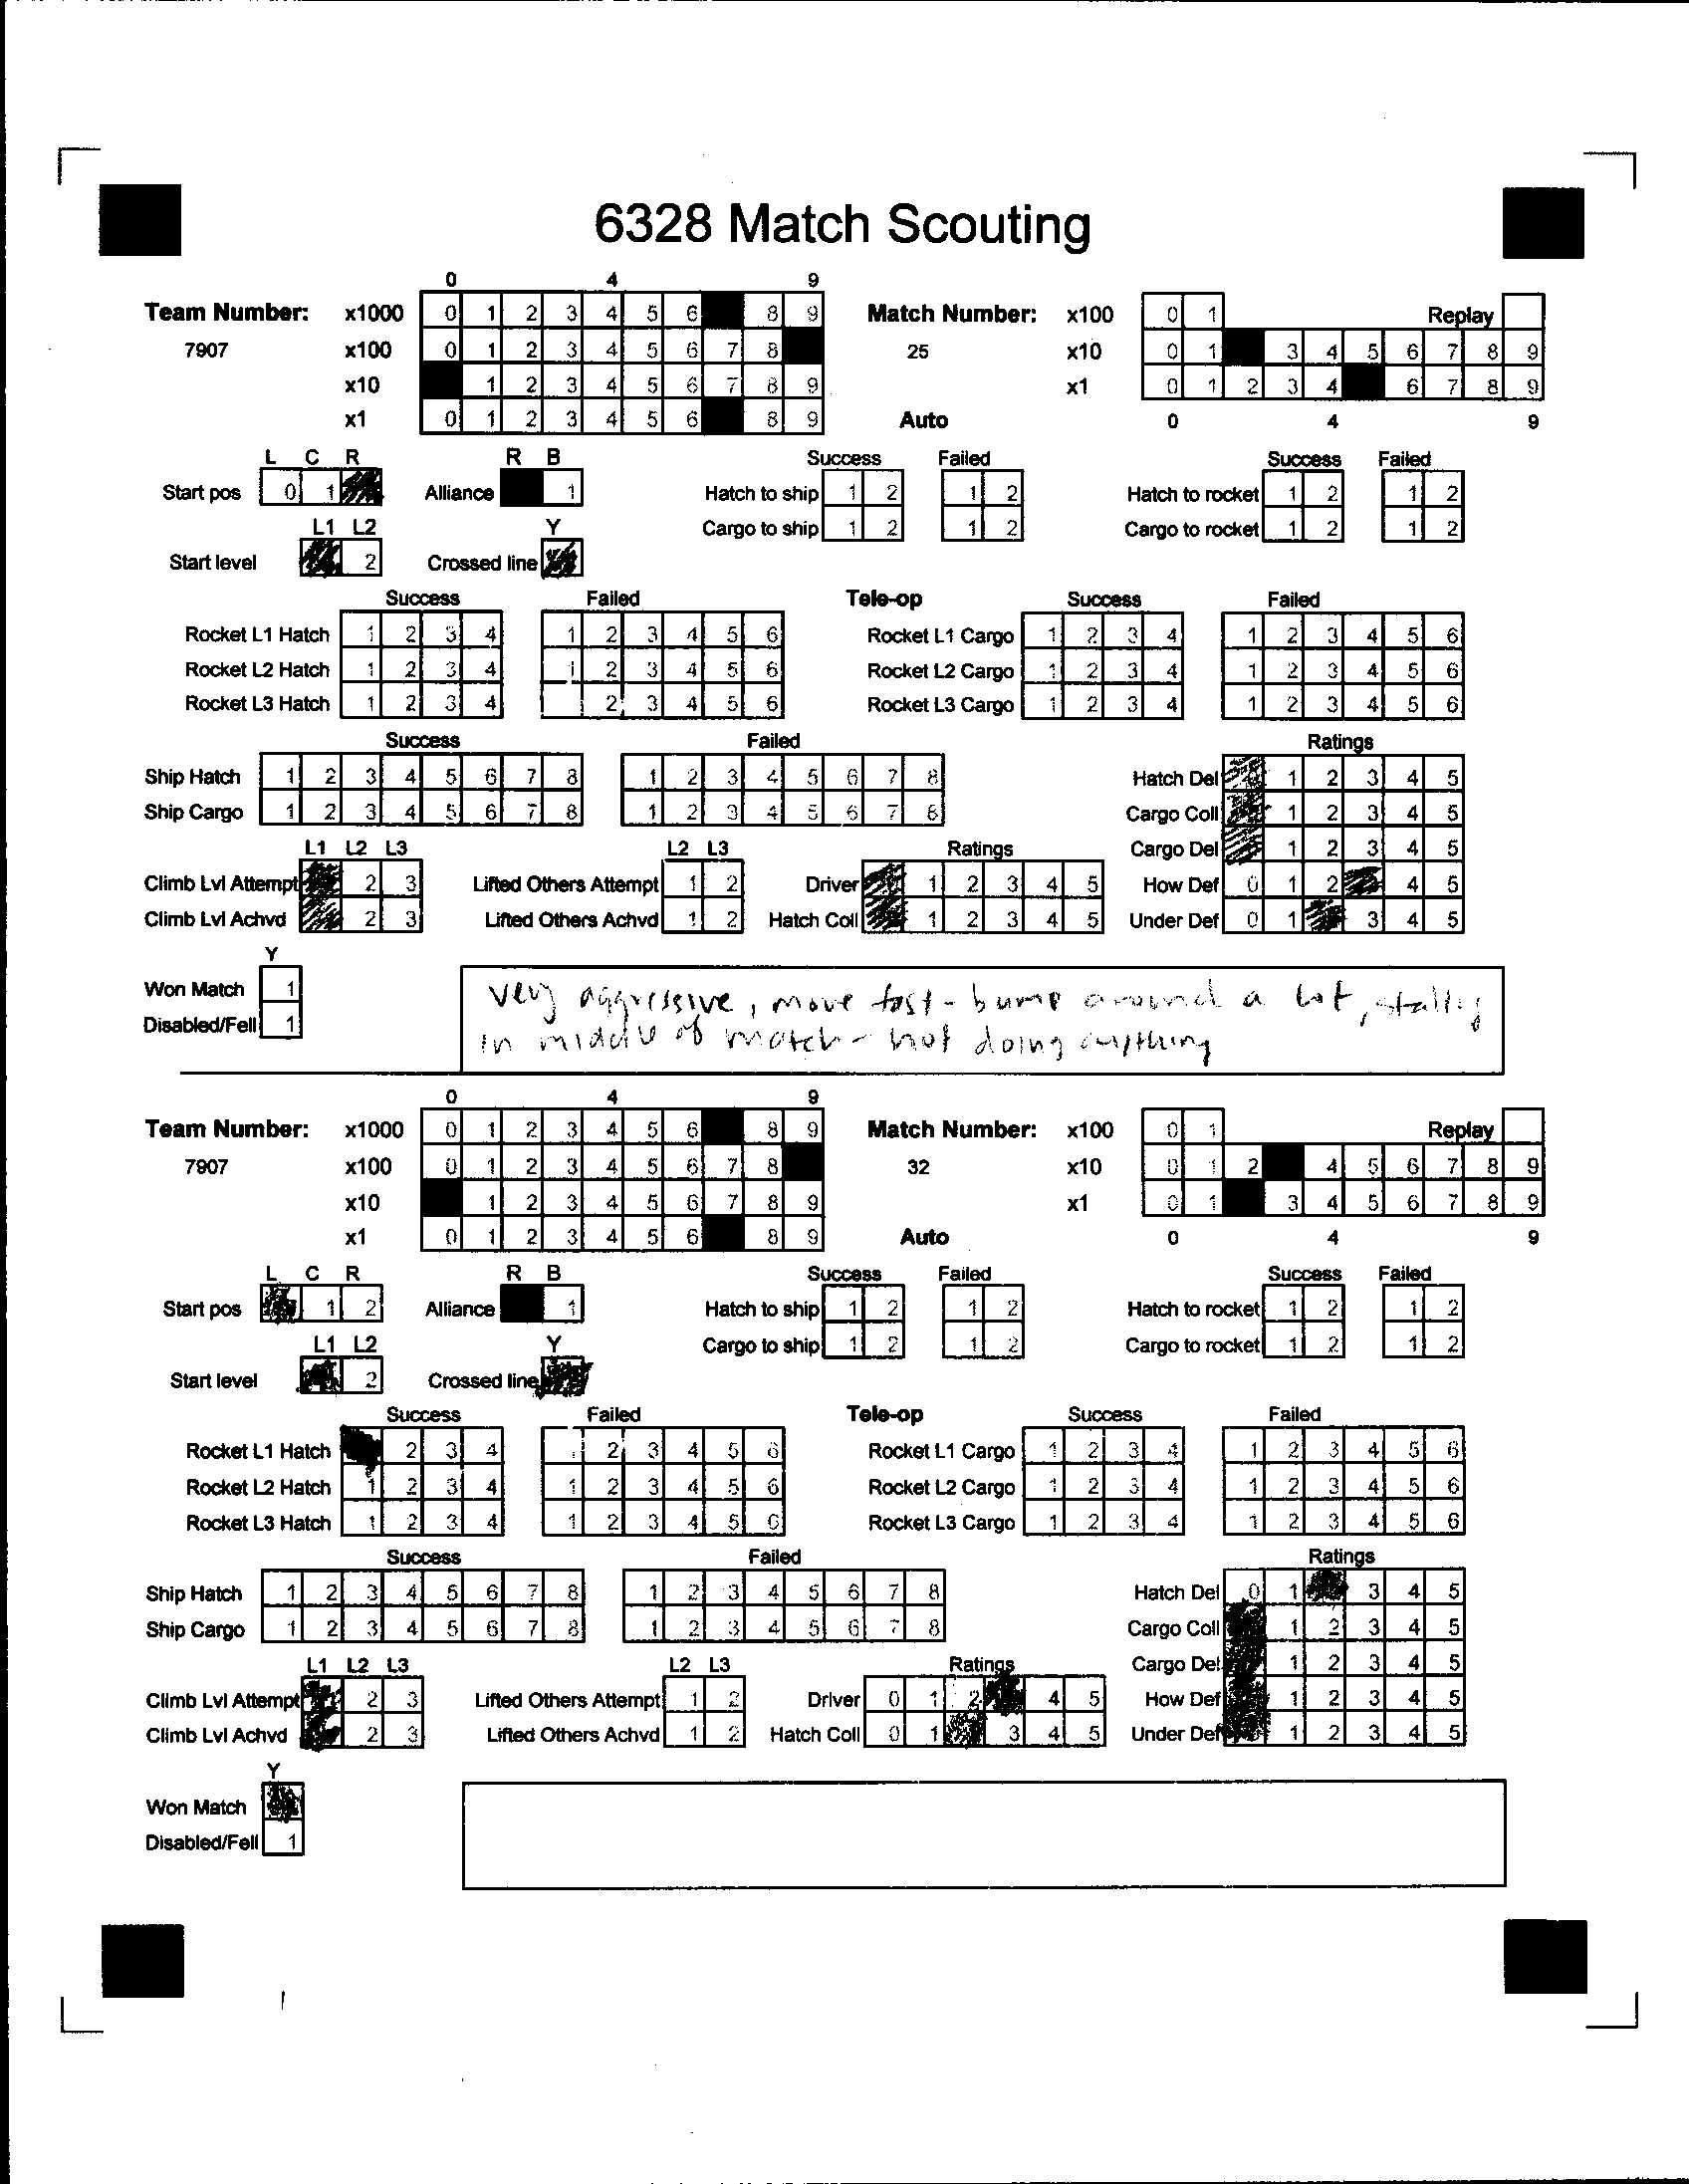 6328 Match Scouting
0 4 9
Team Number: x1000 0 1 2 3 4 5 6 8 9 Match Number: x100 0 1 Replay
7907 x100 0 1 2 3 4 5 6 7 8 25 x10 0 1 3 4 5 6 7 8 9
x10 1 2 3 4 5 6 7 8 9 x1 0 1 2 3 4 6 7 8 9
x1 0 1 2 3 4 5 6 8 9 Auto 0 4 9
L C R R B Success Failed Success Failed
Start pos 0 1 Alliance 1 Hatch to ship 1 2 1 2 Hatch to rocket 1 2 1 2
L1 L2 Y Cargo to ship 1 2 1 2 Cargo to rocket 1 2 1 2
Start level 2 Crossed line
Success Failed Tele-op Success Failed
Rocket L1 Hatch 1 2 3 4 1 2 3 4 5 6 Rocket L1 Cargo 1 2 3 4 1 2 3 4 5 6
Rocket L2 Hatch 1 2 3 4 1 2 3 4 5 6 Rocket L2 Cargo 1 2 3 4 1 2 3 4 5 6
Rocket L3 Hatch 1 2 3 4 2 3 4 5 6 Rocket L3 Cargo 1 2 3 4 1 2 3 4 5 6
Success Failed Ratings
Ship Hatch 1 2 3 4 5 6 7 8 1 2 3 4 5 6 7 8 Hatch Del 1 2 3 4 5
Ship Cargo 1 2 3 4 5 6 7 8 1 2 3 4 5 6 7 8 Cargo Coll 1 2 3 4 5
L1 L2 L3 L2 L3 Ratings Cargo Del 1 2 3 4 5
Climb Lvl Attempt 2 3 Lifted Others Attempt 1 2 Driver 1 2 3 4 5 How Def 0 1 2 4 5
Climb Lvl Achvd 2 3 Lifted Others Achvd 1 2 Hatch Coll 1 2 3 4 5 Under Def 0 1 3 4 5
Y
Won Match 1
Disabled/Fell 1
very aggressive, move fast - bump around a lot, stalling
in middle of match - not doing anything
0 4 9
Team Number: x1000 0 1 2 3 4 5 6 8 9 Match Number: x100 0 1 Replay
7907 x100 0 1 2 3 4 5 6 7 8 32 x10 0 1 2 4 5 6 7 8 9
x10 1 2 3 4 5 6 7 8 9 x1 0 1 3 4 5 6 7 8 9
x1 0 1 2 3 4 5 6 8 9 Auto 0 4 9
L C R R B Success Failed Success Failed
Start pos 1 2 Alliance 1 Hatch to ship 1 2 1 2 Hatch to rocket 1 2 1 2
L1 L2 Y Cargo to ship 1 2 1 2 Cargo to rocket 1 2 1 2
Start level 2 Crossed line
Success Failed Tele-op Success Failed
Rocket L1 Hatch 2 3 4 1 2 3 4 5 6 Rocket L1 Cargo 1 2 3 4 1 2 3 4 5 6
Rocket L2 Hatch 1 2 3 4 1 2 3 4 5 6 Rocket L2 Cargo 1 2 3 4 1 2 3 4 5 6
Rocket L3 Hatch 1 2 3 4 1 2 3 4 5 6 Rocket L3 Cargo 1 2 3 4 1 2 3 4 5 6
Success Failed Ratings
Ship Hatch 1 2 3 4 5 6 7 8 1 2 3 4 5 6 7 8 Hatch Del 0 1 3 4 5
Ship Cargo 1 2 3 4 5 6 7 8 1 2 3 4 5 6 7 8 Cargo Coll 1 2 3 4 5
L1 L2 L3 L2 L3 Ratings Cargo Del 1 2 3 4 5
Climb Lvl Attempt 2 3 Lifted Others Attempt 1 2 Driver 0 1 2 4 5 How Def 1 2 3 4 5
Climb Lvl Achvd 2 3 Lifted Others Achvd 1 2 Hatch Coll 0 1 3 4 5 Under Def 1 2 3 4 5
Y
Won Match
Disabled/Fell 1